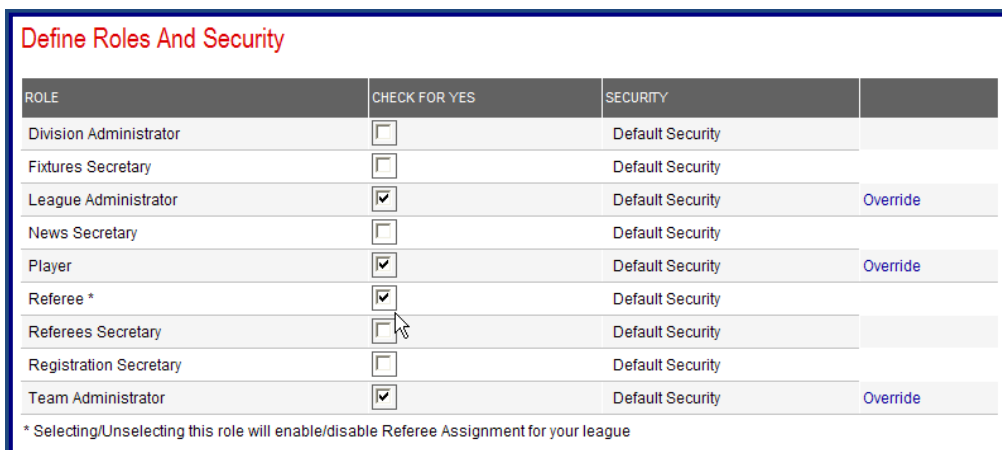 Define Roles And Security
ROLE CHECK FOR YES SECURITY
Division Administrator Default Security
Fixtures Secretary Default Security
League Administrator Default Security Override
News Secretary Default Security
Player Default Security Override
Referee * Default Security
Referees Secretary Default Security
Registration Secretary Default Security
Team Administrator Default Security Override
* Selecting/Unselecting this role will enable/disable Referee Assignment for your league